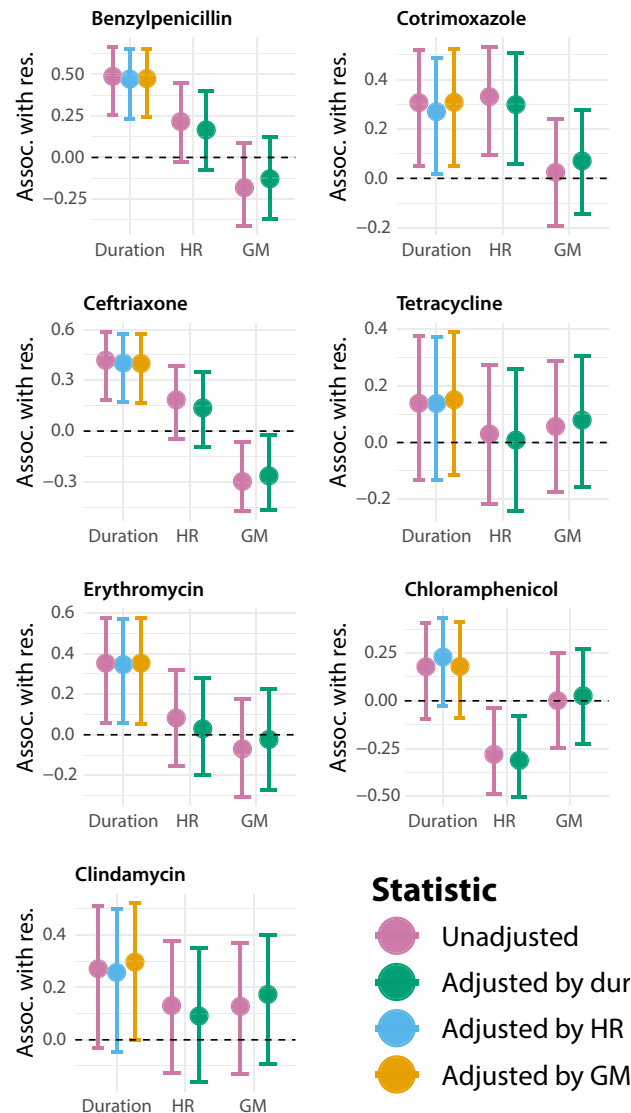 Benzylpenicillin
Assoc. with res.
0.50
0.25
0.00
−0.25
Duration HR GM
Cotrimoxazole
Assoc. with res.
0.4
0.2
0.0
−0.2
Duration HR GM
Ceftriaxone
Assoc. with res.
0.6
0.3
0.0
−0.3
Duration HR GM
Tetracycline
Assoc. with res.
0.4
0.2
0.0
−0.2
Duration HR GM
Erythromycin
Assoc. with res.
0.6
0.4
0.2
0.0
−0.2
Duration HR GM
Chloramphenicol
Assoc. with res.
0.25
0.00
−0.25
−0.50
Duration HR GM
Clindamycin
Assoc. with res.
0.4
0.2
0.0
Duration HR GM
Statistic
Unadjusted
Adjusted by dur
Adjusted by HR
Adjusted by GM